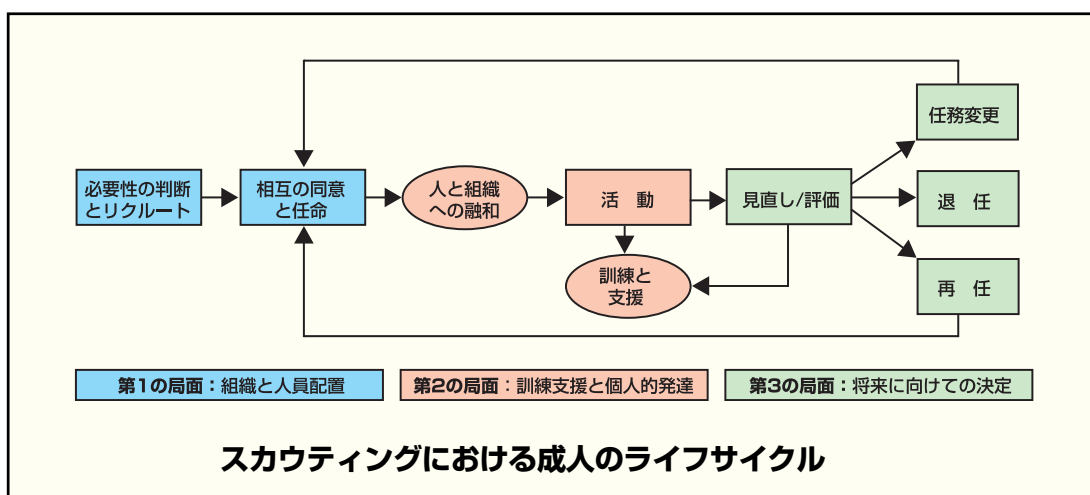 任務変更
必要性の判断
とリクルート
相互の同意
と任命
人と組織
への融和
活　動
見直し/評価
退　任
訓練と
支援
再　任
第1の局面：組織と人員配置
第2の局面：訓練支援と個人的発達
第3の局面：将来に向けての決定
スカウティングにおける成人のライフサイクル